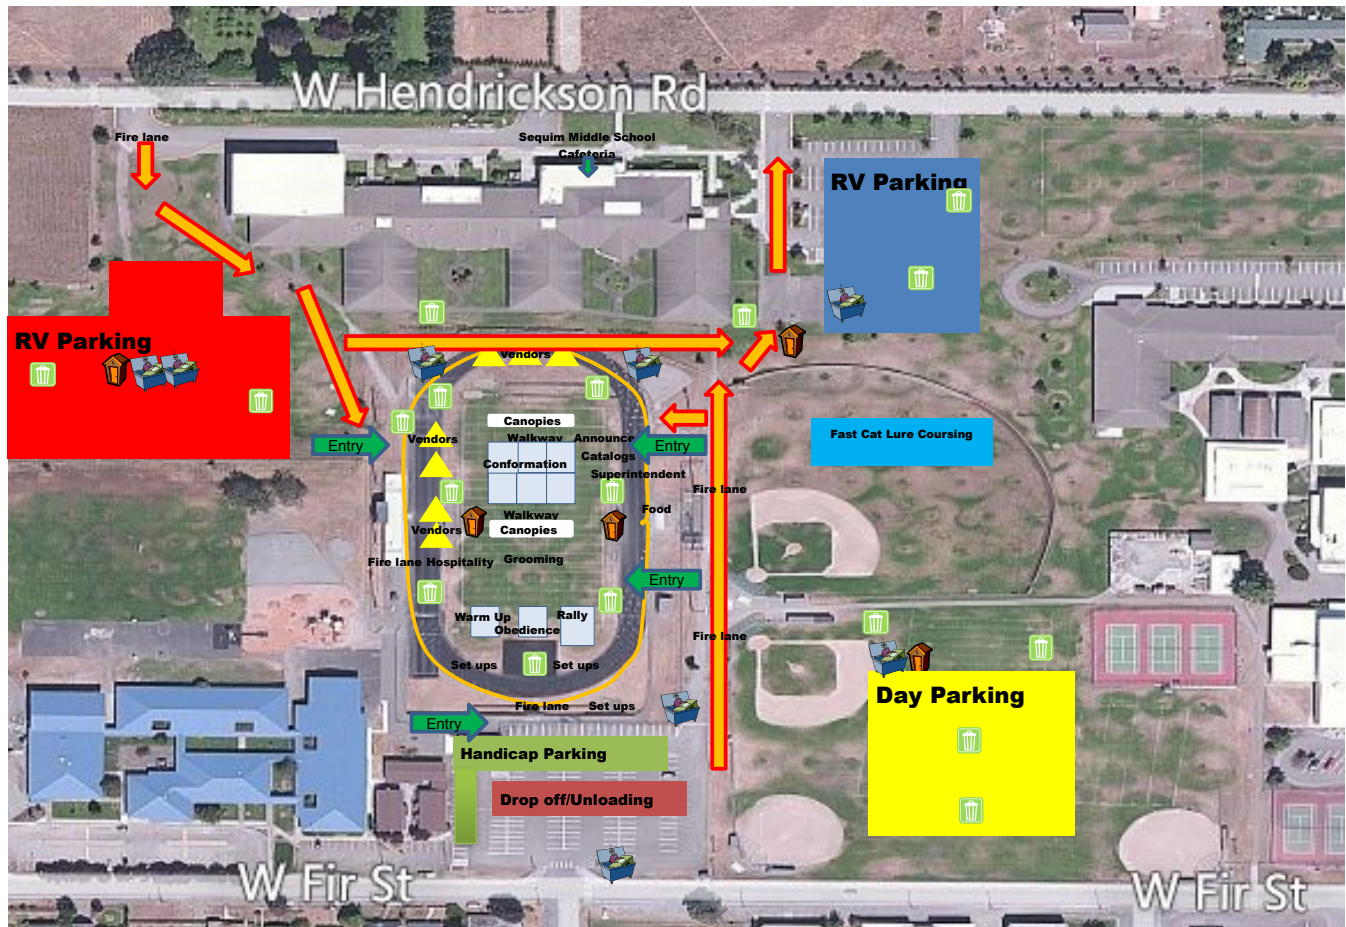 W Hendrickson Rd
Fire lane
Sequim Middle School
Cafeteria
RV Parking
RV Parking
Vendors
Canopies
Fast Cat Lure Coursing
Entry
Vendors
Walkway
Announce
Entry
Catalogs
Conformation
Superintendent
Fire lane
Food
Walkway
Vendors
Canopies
Fire lane Hospitality
Grooming
Entry
Warm Up
Rally
Obedience
Fire lane
Set ups
Set ups
Day Parking
Fire lane
Set ups
Entry
Handicap Parking
Drop off/Unloading
W Fir St
W Fir St